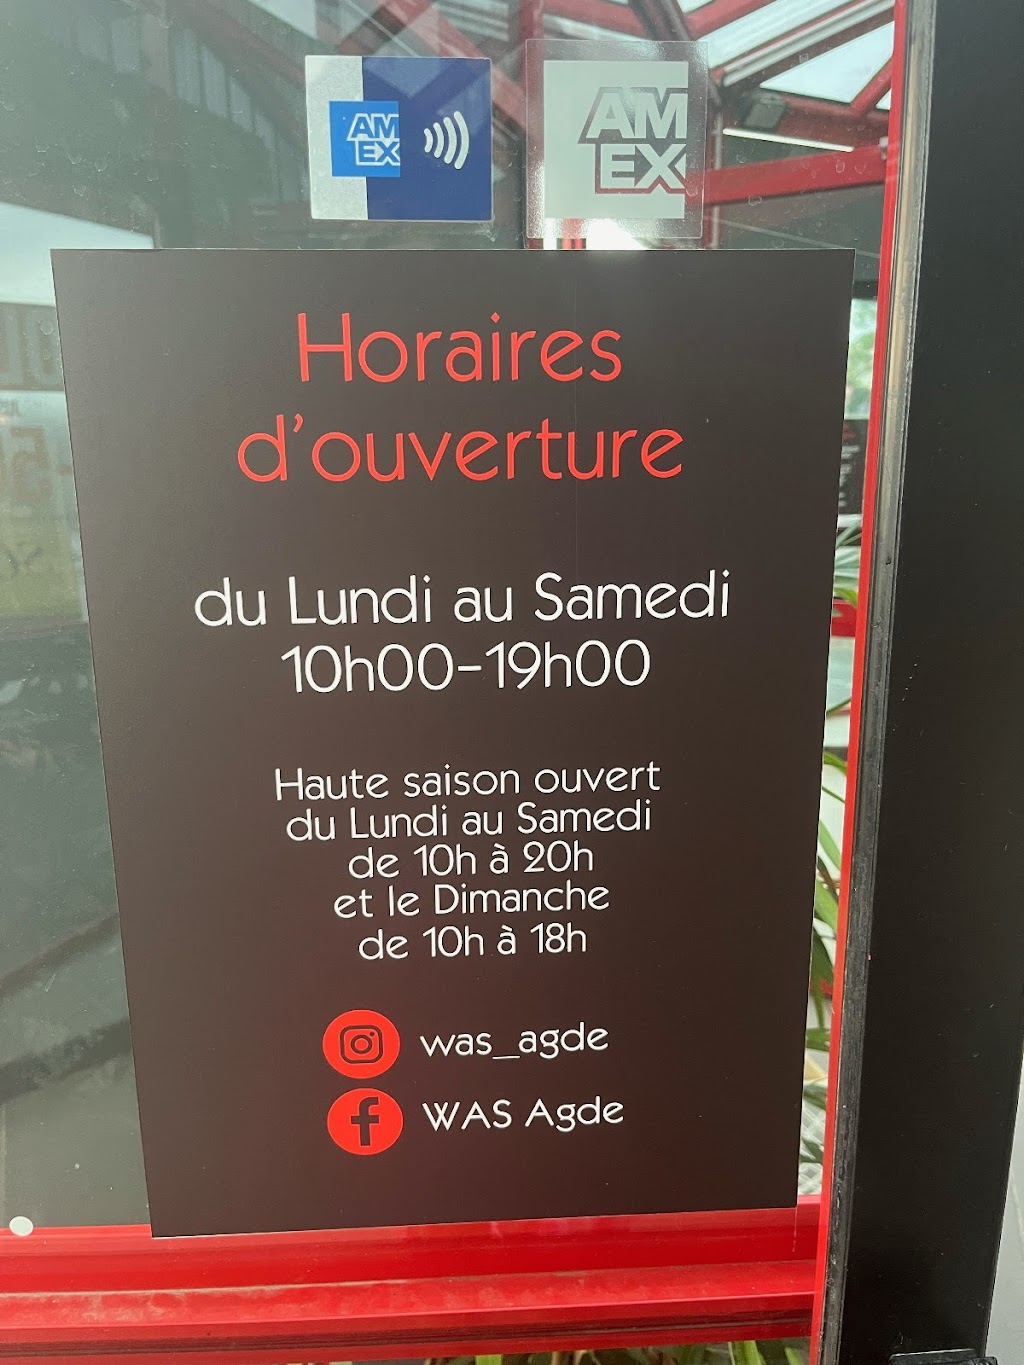 AM
EX
AM
EX
Horaires
d'ouverture
du Lundi au Samedi
10h00-19h00
Haute saison ouvert
du Lundi au Samedi
de 10h à 20h
et le Dimanche
de 10h à 18h
was_agde
WAS Agde